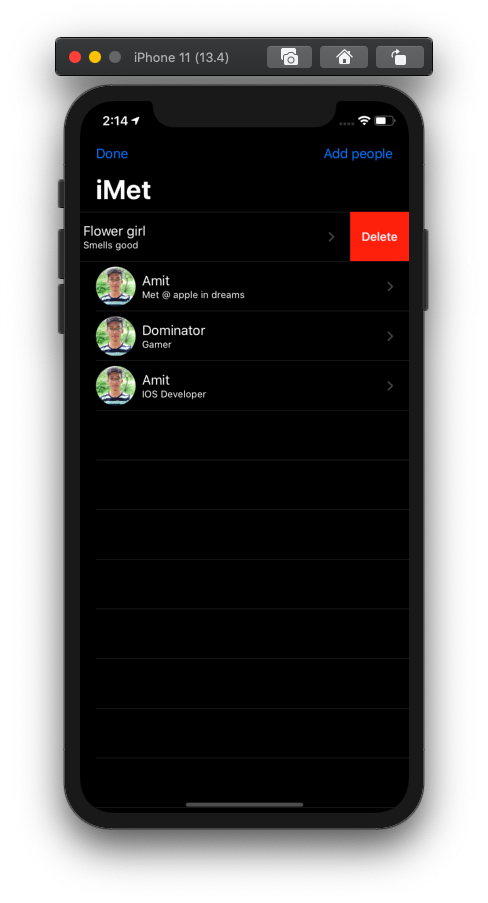 iPhone 11 (13.4)
2:14
Done
Add people
iMet
Flower girl
Smells good
Delete
Amit
Met @ apple in dreams
Dominator
Gamer
Amit
IOS Developer